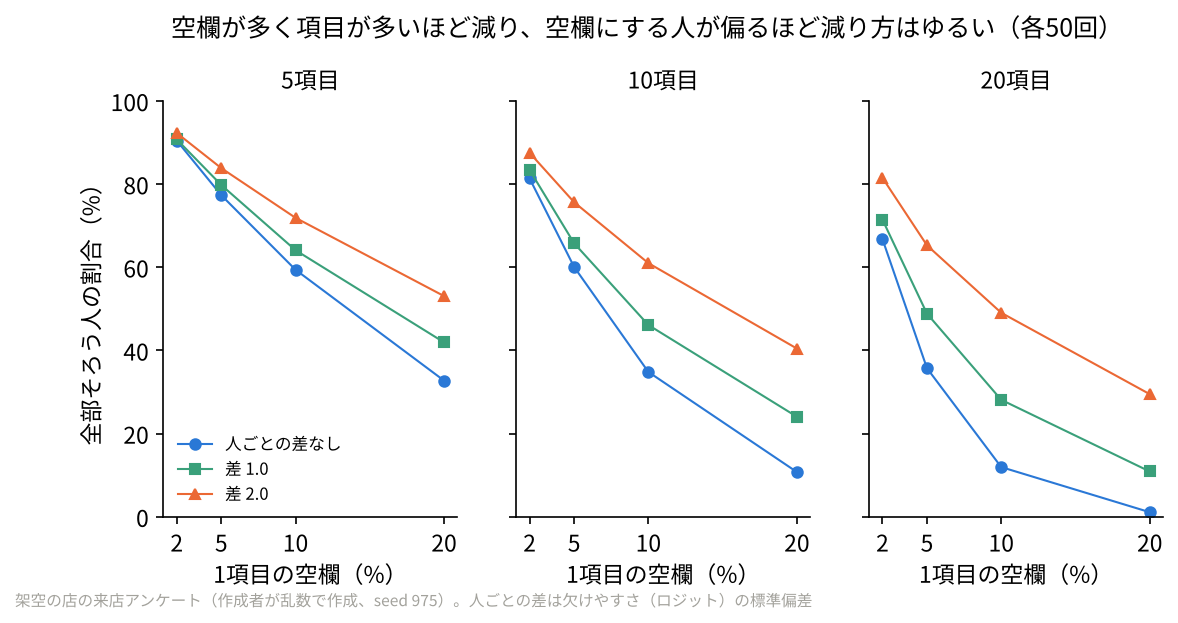 空欄が多く項目が多いほど減り、空欄にする人が偏るほど減り方はゆるい（各50回）
5項目
10項目
20項目
全部そろう人の割合（%）
100
80
60
40
20
0
人ごとの差なし
差 1.0
差 2.0
2 5 10 20
2 5 10 20
2 5 10 20
1項目の空欄（%）
1項目の空欄（%）
1項目の空欄（%）
架空の店の来店アンケート（作成者が乱数で作成、seed 975）。人ごとの差は欠けやすさ（ロジット）の標準偏差